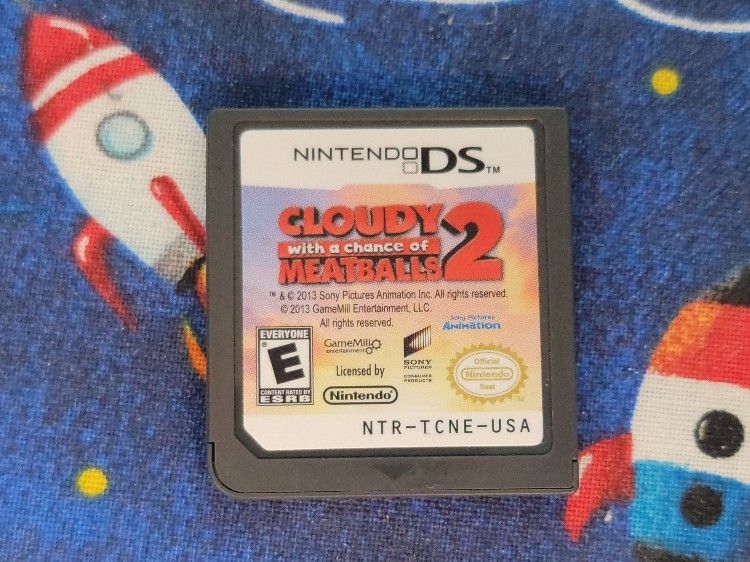 NINTENDO DS™
CLOUDY
with a chance of
MEATBALLS 2
™ & © 2013 Sony Pictures Animation Inc. All rights reserved.
© 2013 GameMill Entertainment, LLC.
All rights reserved.
Sony Pictures
ANIMATION
EVERYONE
E
CONTENT RATED BY
ESRB
GameMill
entertainment
Licensed by
Nintendo
SONY
PICTURES
CONSUMER
PRODUCTS
Official
Nintendo
Seal
NTR-TCNE-USA